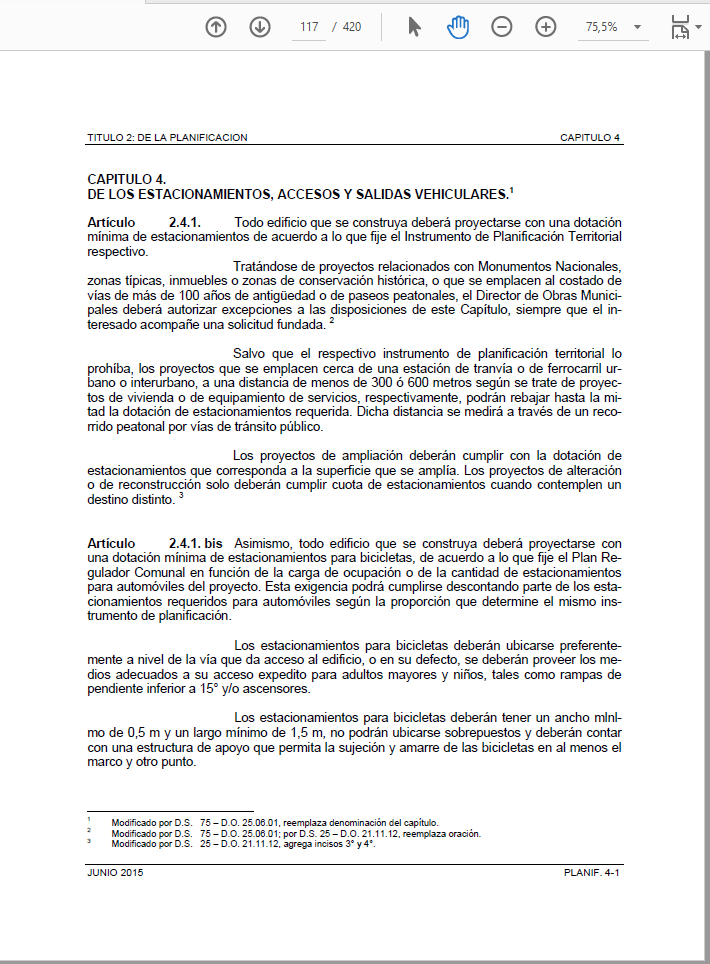 117 / 420 75,5%
TITULO 2: DE LA PLANIFICACION CAPITULO 4
CAPITULO 4.
DE LOS ESTACIONAMIENTOS, ACCESOS Y SALIDAS VEHICULARES.1
Artículo 2.4.1. Todo edificio que se construya deberá proyectarse con una dotación
mínima de estacionamientos de acuerdo a lo que fije el Instrumento de Planificación Territorial
respectivo.
Tratándose de proyectos relacionados con Monumentos Nacionales,
zonas típicas, inmuebles o zonas de conservación histórica, o que se emplacen al costado de
vías de más de 100 años de antigüedad o de paseos peatonales, el Director de Obras Munici-
pales deberá autorizar excepciones a las disposiciones de este Capítulo, siempre que el in-
teresado acompañe una solicitud fundada. 2
Salvo que el respectivo instrumento de planificación territorial lo
prohíba, los proyectos que se emplacen cerca de una estación de tranvía o de ferrocarril ur-
bano o interurbano, a una distancia de menos de 300 ó 600 metros según se trate de proyec-
tos de vivienda o de equipamiento de servicios, respectivamente, podrán rebajar hasta la mi-
tad la dotación de estacionamientos requerida. Dicha distancia se medirá a través de un reco-
rrido peatonal por vías de tránsito público.
Los proyectos de ampliación deberán cumplir con la dotación de
estacionamientos que corresponda a la superficie que se amplía. Los proyectos de alteración
o de reconstrucción solo deberán cumplir cuota de estacionamientos cuando contemplen un
destino distinto. 3
Artículo 2.4.1. bis Asimismo, todo edificio que se construya deberá proyectarse con
una dotación mínima de estacionamientos para bicicletas, de acuerdo a lo que fije el Plan Re-
gulador Comunal en función de la carga de ocupación o de la cantidad de estacionamientos
para automóviles del proyecto. Esta exigencia podrá cumplirse descontando parte de los esta-
cionamientos requeridos para automóviles según la proporción que determine el mismo ins-
trumento de planificación.
Los estacionamientos para bicicletas deberán ubicarse preferente-
mente a nivel de la vía que da acceso al edificio, o en su defecto, se deberán proveer los me-
dios adecuados a su acceso expedito para adultos mayores y niños, tales como rampas de
pendiente inferior a 15° y/o ascensores.
Los estacionamientos para bicicletas deberán tener un ancho mínI-
mo de 0,5 m y un largo mínimo de 1,5 m, no podrán ubicarse sobrepuestos y deberán contar
con una estructura de apoyo que permita la sujeción y amarre de las bicicletas en al menos el
marco y otro punto.
1 Modificado por D.S. 75 – D.O. 25.06.01, reemplaza denominación del capítulo.
2 Modificado por D.S. 75 – D.O. 25.06.01; por D.S. 25 – D.O. 21.11.12, reemplaza oración.
3 Modificado por D.S. 25 – D.O. 21.11.12, agrega incisos 3° y 4°.
JUNIO 2015 PLANIF. 4-1